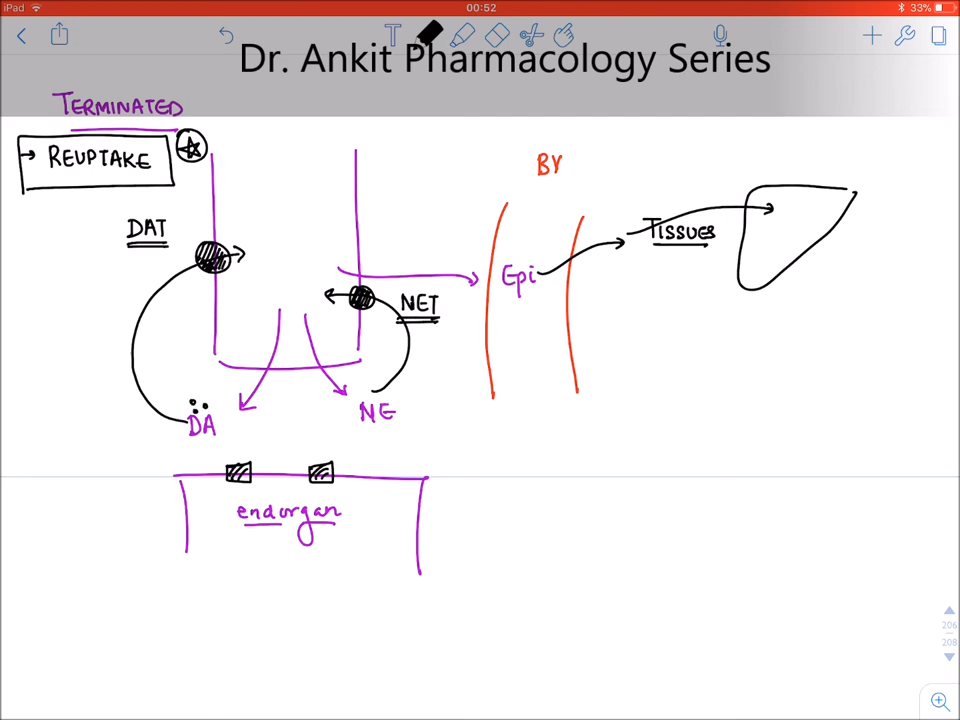 iPad
00:52
33%
Dr. Ankit Pharmacology Series
TERMINATED
→ REUPTAKE
BV
DAT
TISSUES
Epi
NET
DA
NE
endorgan
206
208